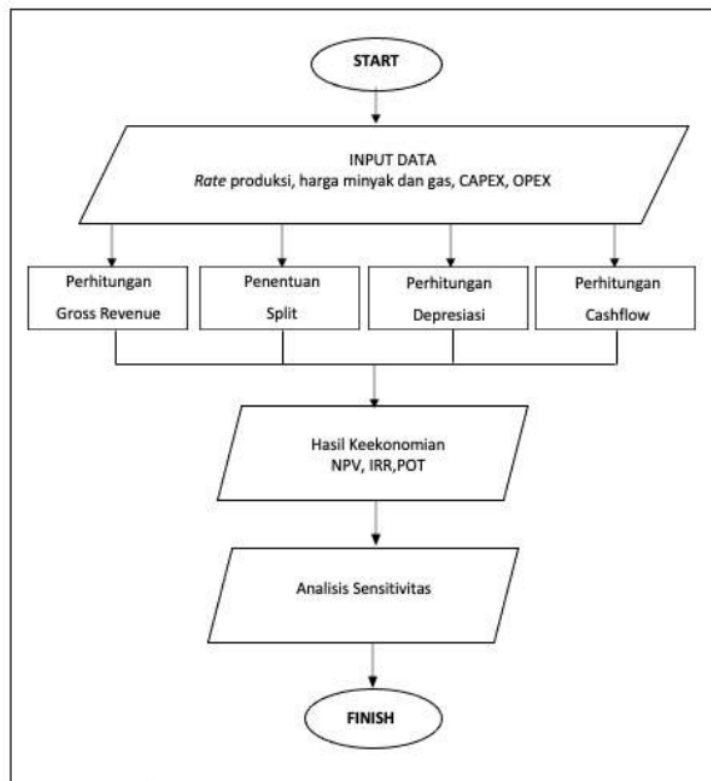 START
INPUT DATA
Rate produksi, harga minyak dan gas, CAPEX, OPEX
Perhitungan
Gross Revenue
Penentuan
Split
Perhitungan
Depresiasi
Perhitungan
Cashflow
Hasil Keekonomian
NPV, IRR,POT
Analisis Sensitivitas
FINISH